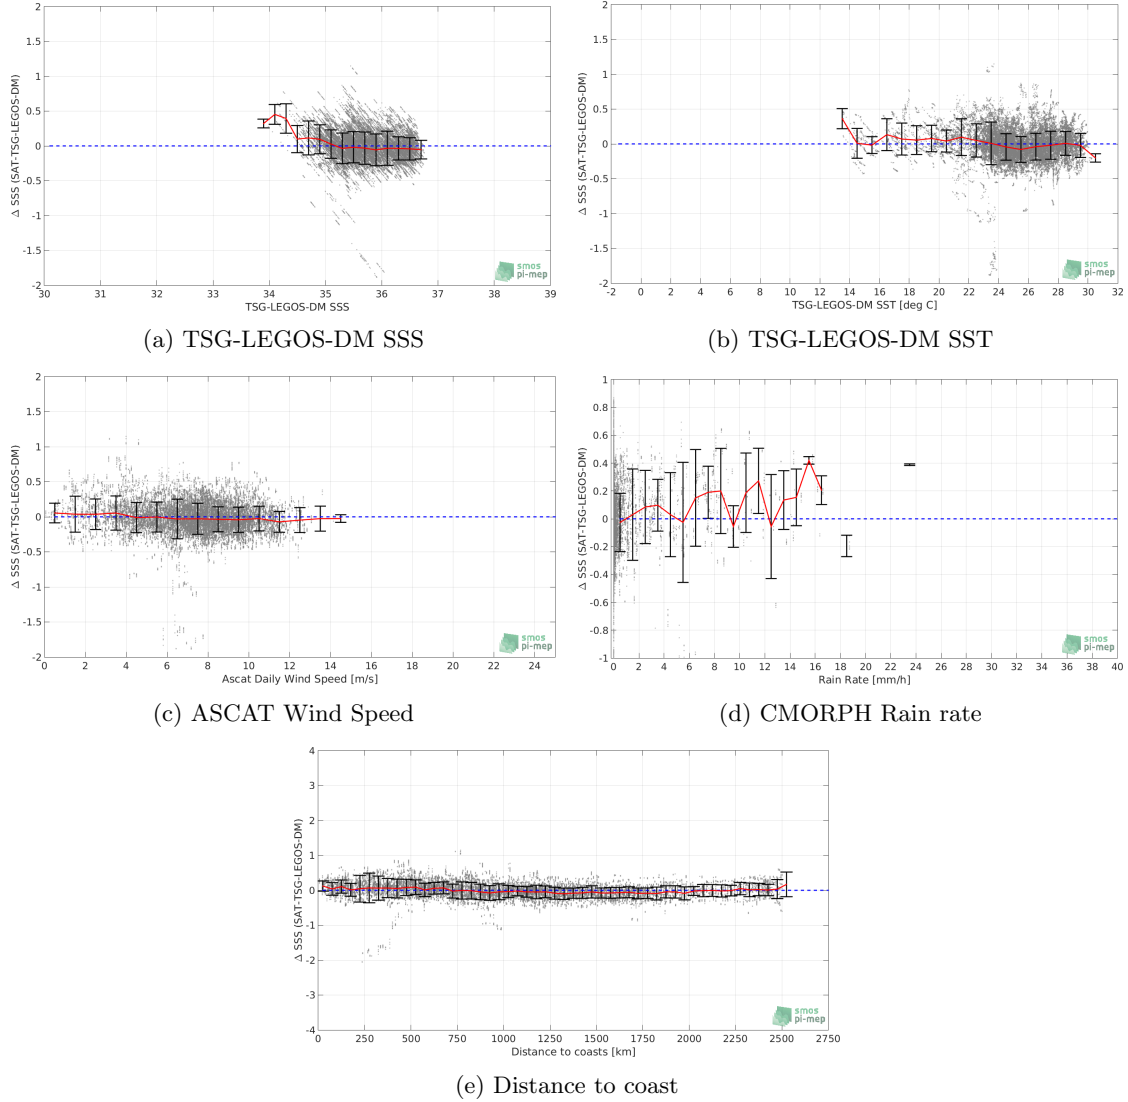 2
1.5
1
0.5
0
-0.5
-1
-1.5
-2
Δ SSS (SAT-TSG-LEGOS-DM)
30 31 32 33 34 35 36 37 38 39
TSG-LEGOS-DM SSS
smos
pi-mep
(a) TSG-LEGOS-DM SSS
2
1.5
1
0.5
0
-0.5
-1
-1.5
-2
Δ SSS (SAT-TSG-LEGOS-DM)
-2 0 2 4 6 8 10 12 14 16 18 20 22 24 26 28 30 32
TSG-LEGOS-DM SST [deg C]
smos
pi-mep
(b) TSG-LEGOS-DM SST
2
1.5
1
0.5
0
-0.5
-1
-1.5
-2
Δ SSS (SAT-TSG-LEGOS-DM)
0 2 4 6 8 10 12 14 16 18 20 22 24
Ascat Daily Wind Speed [m/s]
smos
pi-mep
(c) ASCAT Wind Speed
1
0.8
0.6
0.4
0.2
0
-0.2
-0.4
-0.6
-0.8
-1
Δ SSS (SAT-TSG-LEGOS-DM)
0 2 4 6 8 10 12 14 16 18 20 22 24 26 28 30 32 34 36 38 40
Rain Rate [mm/h]
smos
pi-mep
(d) CMORPH Rain rate
4
3
2
1
0
-1
-2
-3
-4
Δ SSS (SAT-TSG-LEGOS-DM)
0 250 500 750 1000 1250 1500 1750 2000 2250 2500 2750
Distance to coasts [km]
smos
pi-mep
(e) Distance to coast